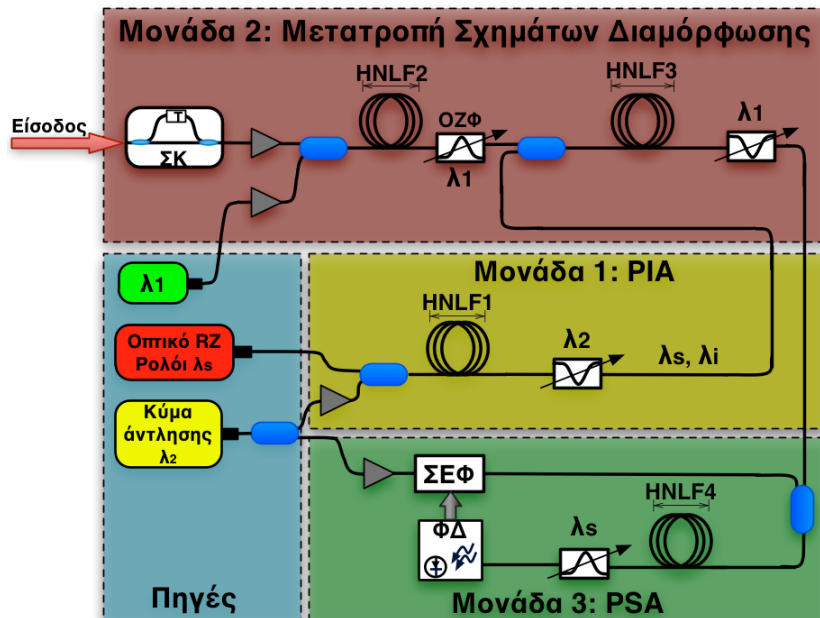 Μονάδα 2: Μετατροπή Σχημάτων Διαμόρφωσης
HNLF2
HNLF3
Είσοδος
T
ΣΚ
ΟΖΦ
λ1
λ1
λ1
Μονάδα 1: PIA
HNLF1
Οπτικό RZ
Ρολόι λs
λ2
λs, λi
Κύμα
άντλησης
λ2
ΣΕΦ
HNLF4
ΦΔ
λs
Πηγές
Μονάδα 3: PSA